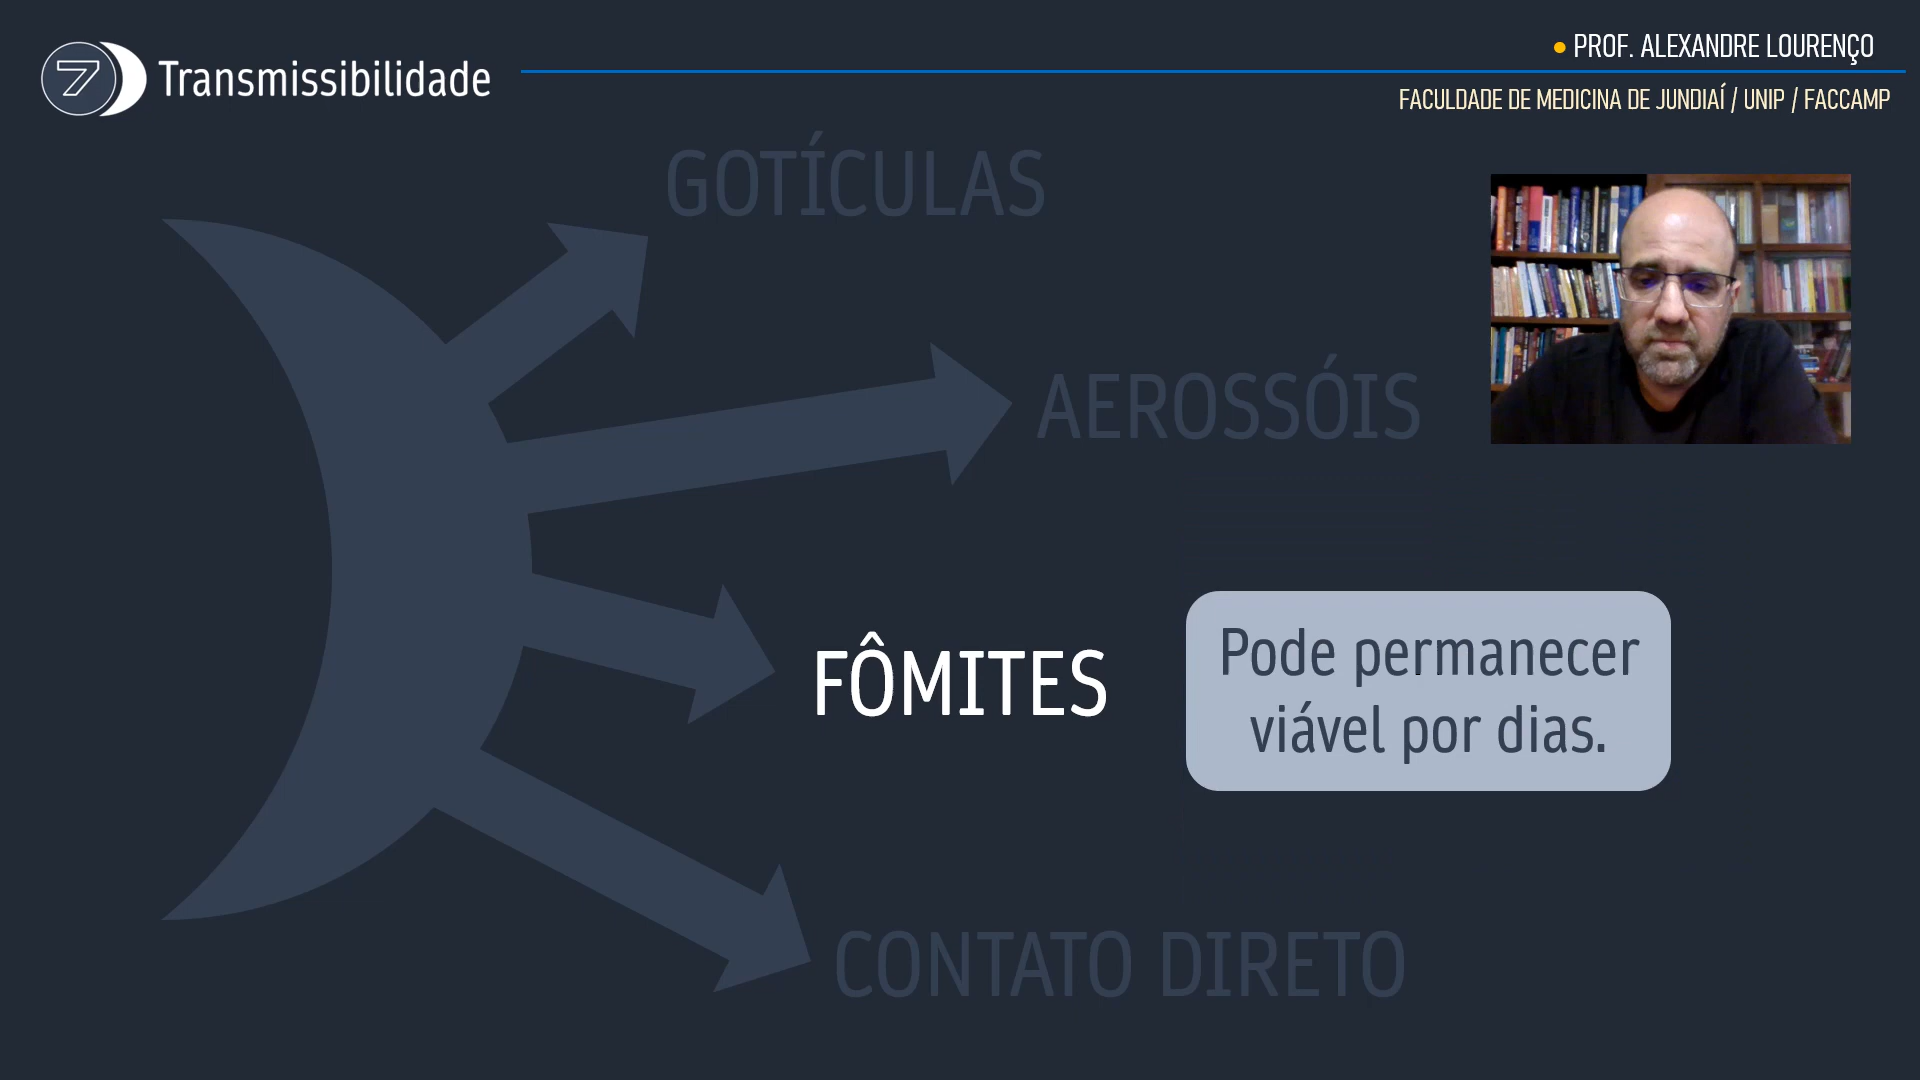 7 Transmissibilidade
PROF. ALEXANDRE LOURENÇO
FACULDADE DE MEDICINA DE JUNDIAÍ / UNIP / FACCAMP
GOTÍCULAS
AEROSSÓIS
FÔMITES
Pode permanecer
viável por dias.
CONTATO DIRETO